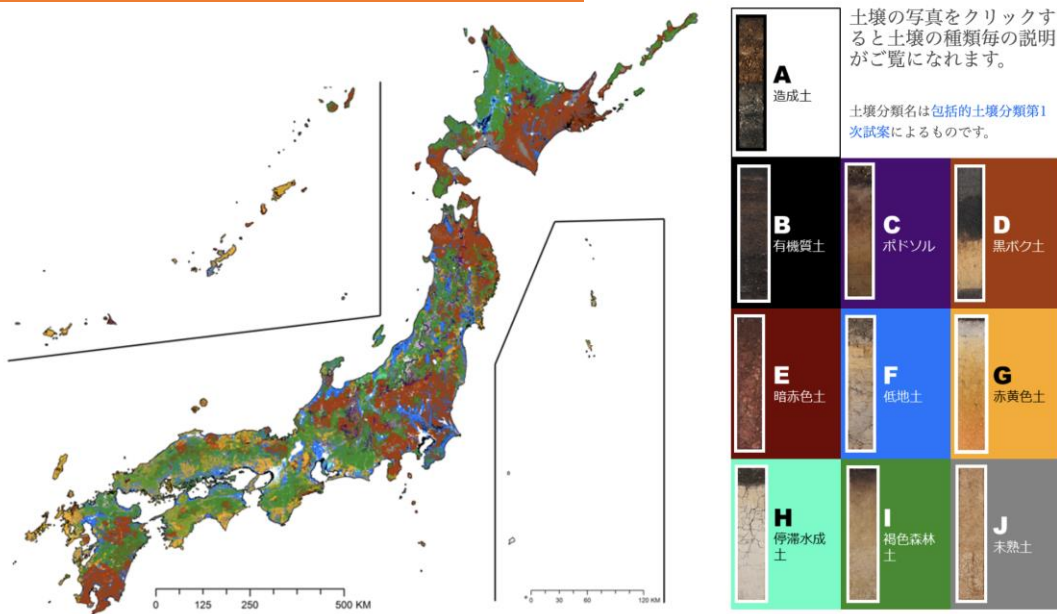 土壌の写真をクリックす
ると土壌の種類毎の説明
がご覧になれます。
土壌分類名は包括的土壌分類第1
次試案によるものです。
A
造成土
B
有機質土
C
ポドゾル
D
黒ボク土
E
暗赤色土
F
低地土
G
赤黄色土
H
停滞水成
土
I
褐色森林
土
J
未熟土
0 125 250 500 KM
0 30 60 120 KM